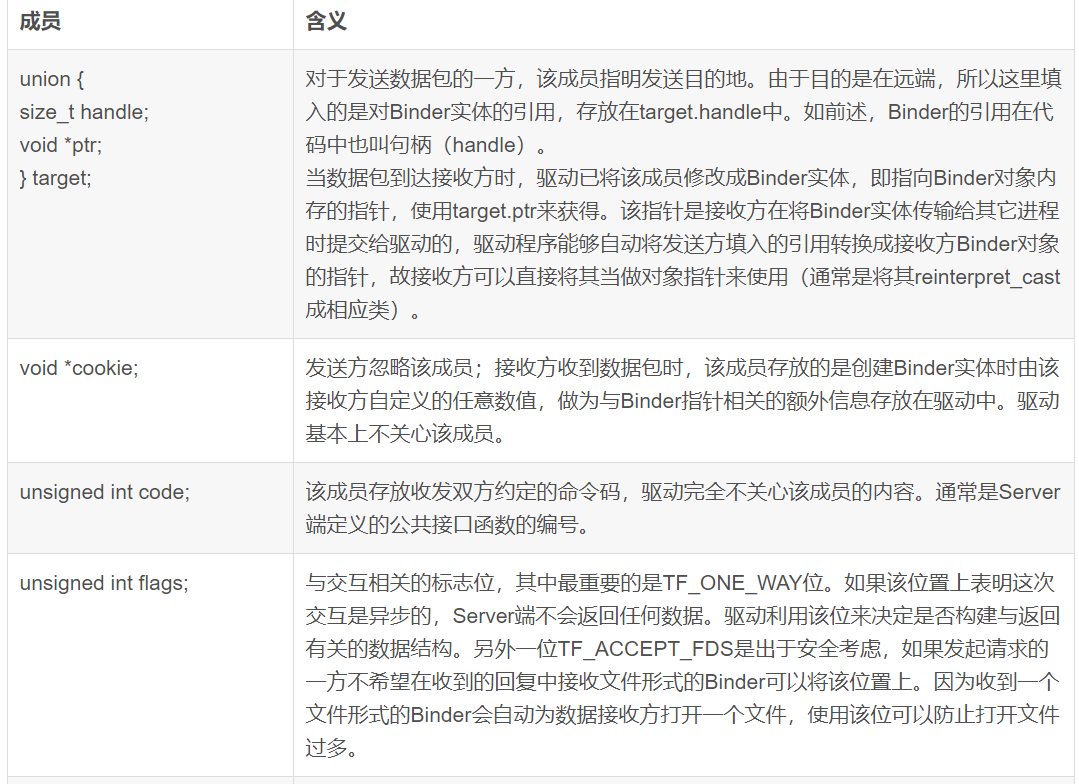 成员
含义
union {
size_t handle;
void *ptr;
} target;
对于发送数据包的一方，该成员指明发送目的地。由于目的是在远端，所以这里填
入的是对Binder实体的引用，存放在target.handle中。如前述，Binder的引用在代
码中也叫句柄（handle）。
当数据包到达接收方时，驱动已将该成员修改成Binder实体，即指向Binder对象内
存的指针，使用target.ptr来获得。该指针是接收方在将Binder实体传输给其它进程
时提交给驱动的，驱动程序能够自动将发送方填入的引用转换成接收方Binder对象
的指针，故接收方可以直接将其当做对象指针来使用（通常是将其reinterpret_cast
成相应类）。
void *cookie;
发送方忽略该成员；接收方收到数据包时，该成员存放的是创建Binder实体时由该
接收方自定义的任意数值，做为与Binder指针相关的额外信息存放在驱动中。驱动
基本上不关心该成员。
unsigned int code;
该成员存放收发双方约定的命令码，驱动完全不关心该成员的内容。通常是Server
端定义的公共接口函数的编号。
unsigned int flags;
与交互相关的标志位，其中最重要的是TF_ONE_WAY位。如果该位置上表明这次
交互是异步的，Server端不会返回任何数据。驱动利用该位来决定是否构建与返回
有关的数据结构。另外一位TF_ACCEPT_FDS是出于安全考虑，如果发起请求的
一方不希望在收到的回复中接收文件形式的Binder可以将该位置上。因为收到一个
文件形式的Binder会自动为数据接收方打开一个文件，使用该位可以防止打开文件
过多。